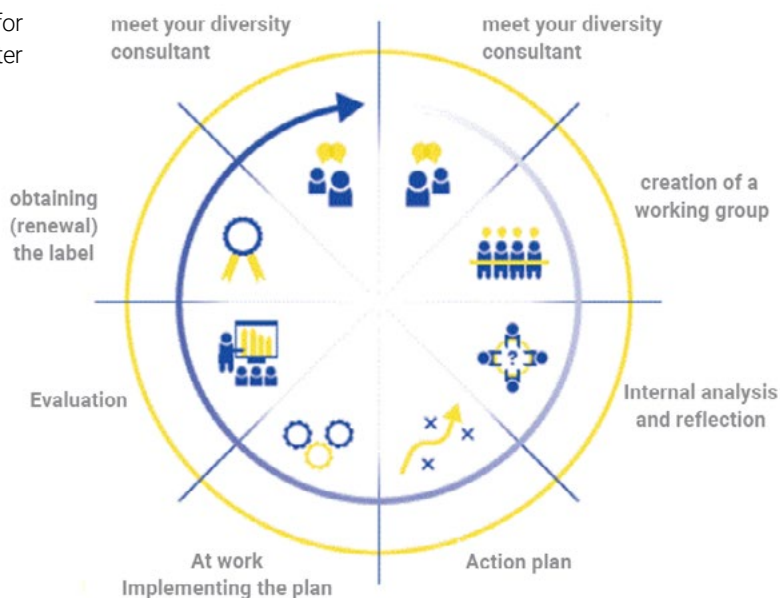 for
ter
meet your diversity
consultant
meet your diversity
consultant
creation of a
working group
Internal analysis
and reflection
?
Action plan
At work
Implementing the plan
Evaluation
obtaining
(renewal)
the label